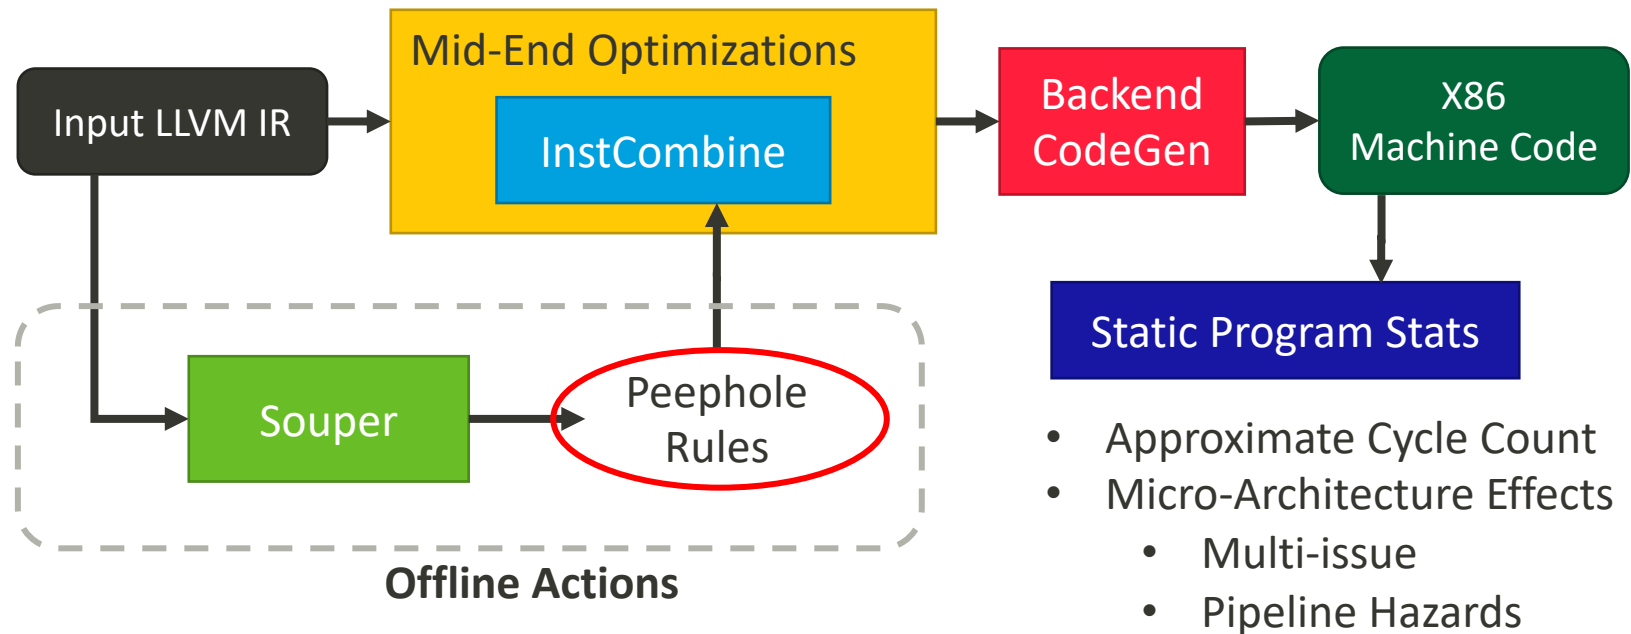 Mid-End Optimizations
Input LLVM IR
InstCombine
Backend
CodeGen
X86
Machine Code
Souper
Peephole
Rules
Offline Actions
Static Program Stats
• Approximate Cycle Count
• Micro-Architecture Effects
• Multi-issue
• Pipeline Hazards